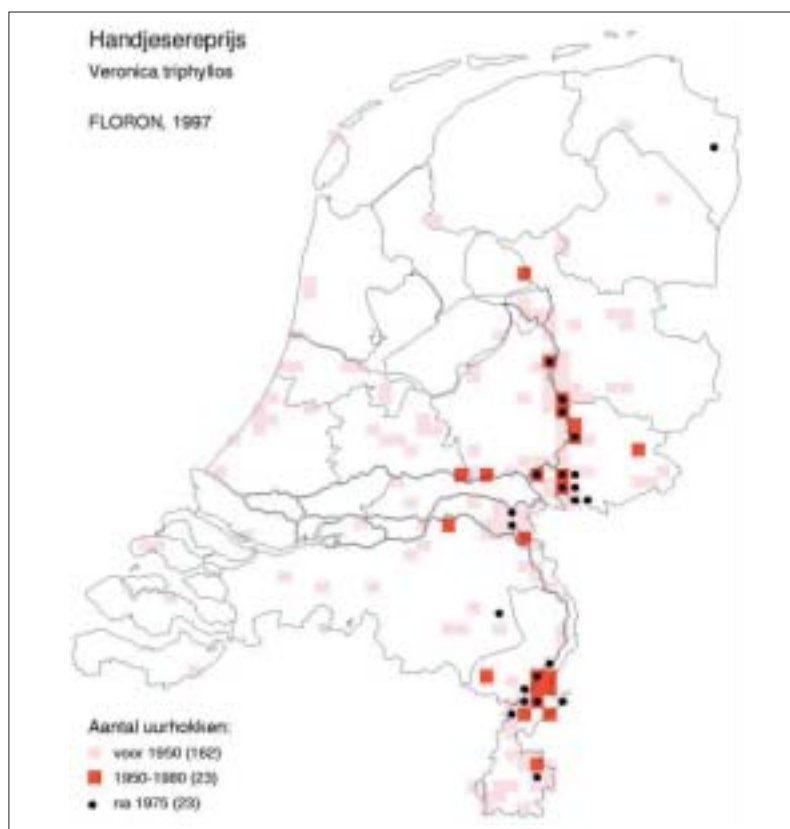 Handjesereprijs
Veronica triphyllos
FLORON, 1997
Aantal uurhokken:
voor 1950 (162)
1950-1980 (23)
na 1975 (23)